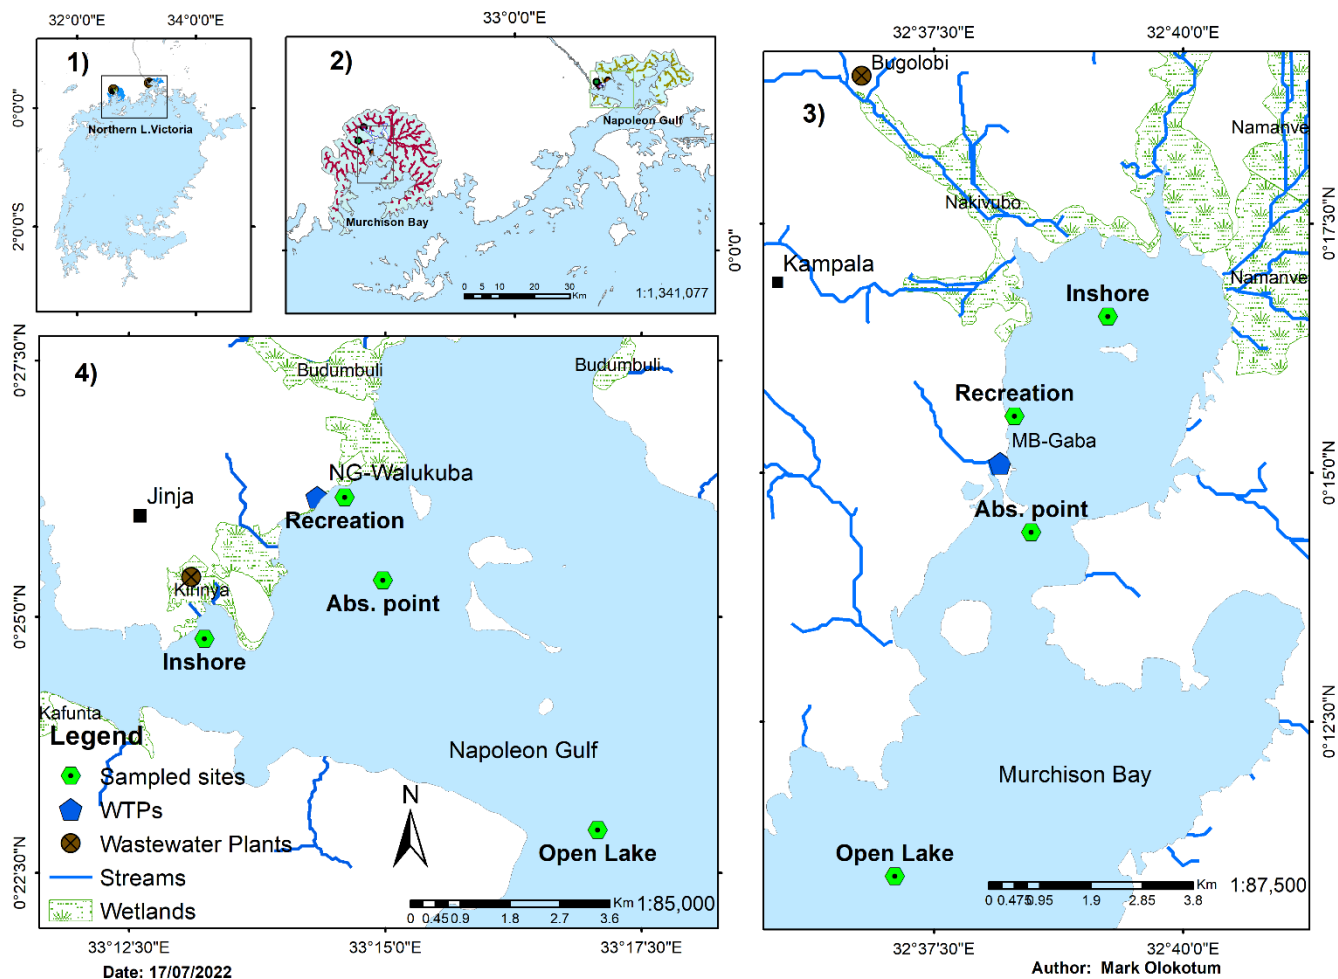 32°0'0"E
34°0'0"E
0°0'0"
2°0'0"S
1)
Northern L.Victoria
33°0'0"E
2)
Napoleon Gulf
Murchison Bay
0 5 10 20 30
Km
1:1,341,077
0°0'0"
32°37'30"E
32°40'0"E
3)
Bugolobi
Namanve
Nakivubo
Kampala
Namanve
Inshore
Recreation
MB-Gaba
Abs. point
Murchison Bay
Open Lake
Km
0 0.475 0.95 1.9 2.85 3.8
1:87,500
0°17'30"N
0°15'0"N
0°12'30"N
32°37'30"E
32°40'0"E
4)
0°27'30"N
0°25'0"N
0°22'30"N
Budumbuli
Budumbuli
NG-Walukuba
Jinja
Recreation
Kirinya
Abs. point
Inshore
Kafunta
Napoleon Gulf
Open Lake
N
Legend
Sampled sites
WTPs
Wastewater Plants
Streams
Wetlands
Km
0 0.45 0.9 1.8 2.7 3.6
1:85,000
33°12'30"E
33°15'0"E
33°17'30"E
Date: 17/07/2022
Author: Mark Olokotum